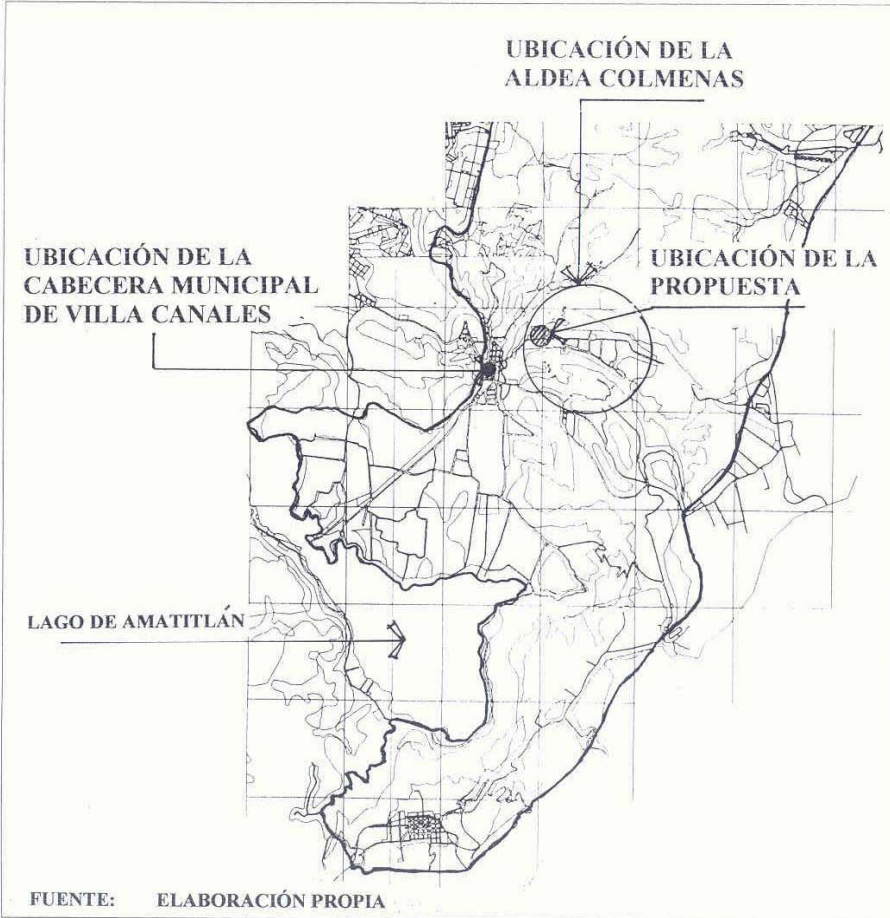 UBICACIÓN DE LA
ALDEA COLMENAS
UBICACIÓN DE LA
CABECERA MUNICIPAL
DE VILLA CANALES
UBICACIÓN DE LA
PROPUESTA
LAGO DE AMATITLÁN
FUENTE: ELABORACIÓN PROPIA